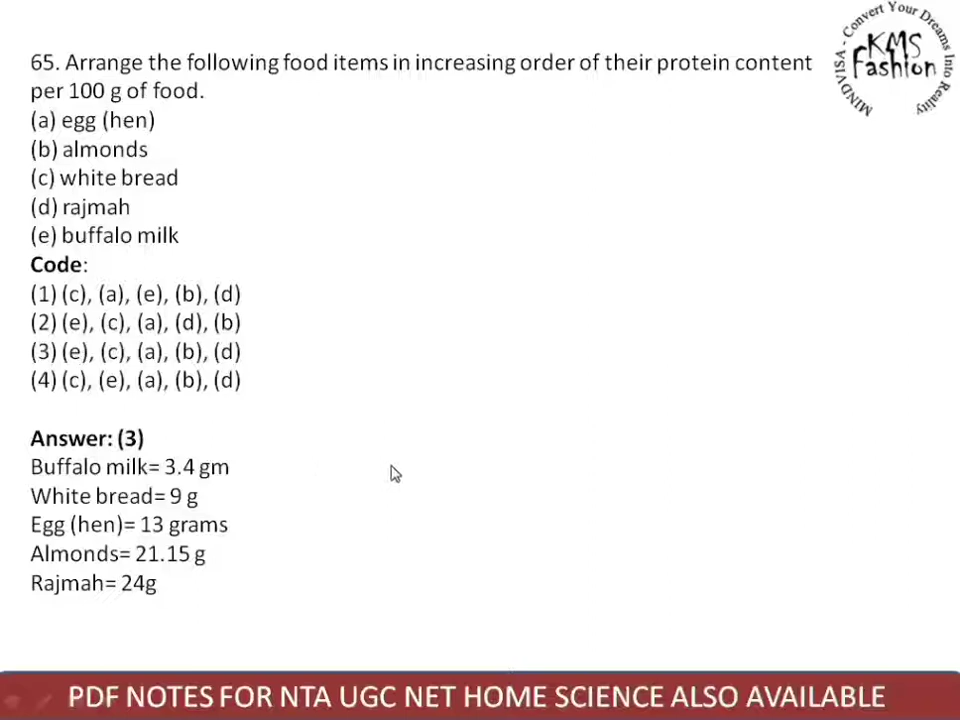 65. Arrange the following food items in increasing order of their protein content
per 100 g of food.
(a) egg (hen)
(b) almonds
(c) white bread
(d) rajmah
(e) buffalo milk
Code:
(1) (c), (a), (e), (b), (d)
(2) (e), (c), (a), (d), (b)
(3) (e), (c), (a), (b), (d)
(4) (c), (e), (a), (b), (d)
Answer: (3)
Buffalo milk= 3.4 gm
White bread= 9 g
Egg (hen)= 13 grams
Almonds= 21.15 g
Rajmah= 24g
MINDVISA - Convert Your Dreams Into Reality
KMS
Fashion
PDF NOTES FOR NTA UGC NET HOME SCIENCE ALSO AVAILABLE